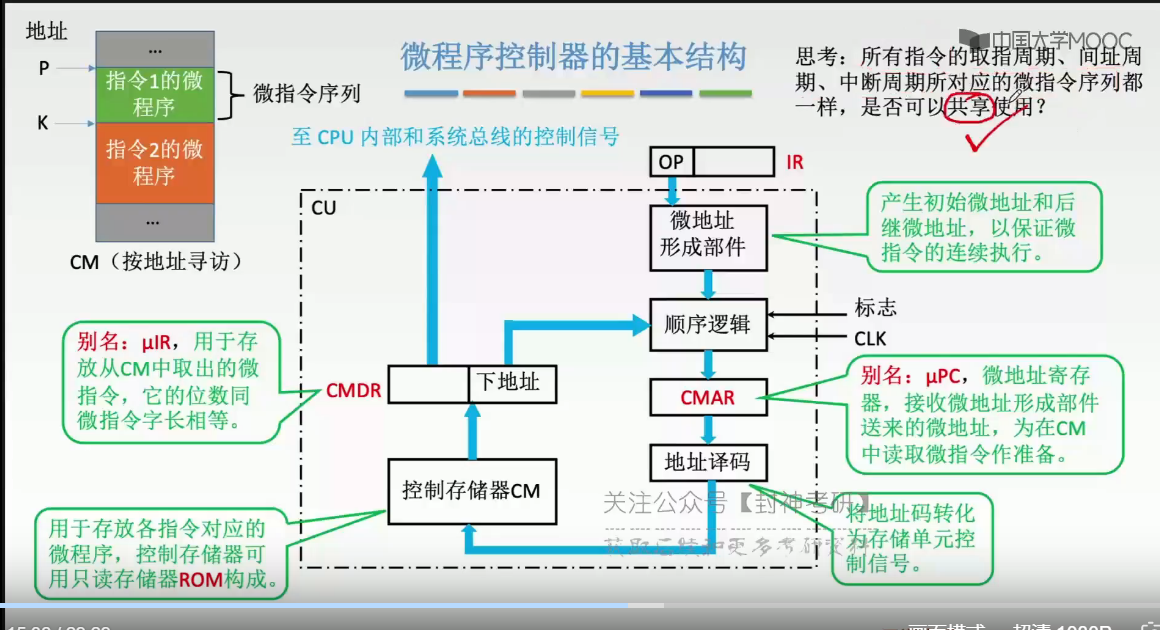 地址
...
P
指令1的微
程序
微指令序列
K
指令2的微
程序
...
CM（按地址寻访）
微程序控制器的基本结构
中国大学MOOC
思考：所有指令的取指周期、间址周
期、中断周期所对应的微指令序列都
一样，是否可以共享使用？
至 CPU 内部和系统总线的控制信号
OP
IR
CU
微地址
形成部件
产生初始微地址和后
继微地址，以保证微
指令的连续执行。
顺序逻辑
标志
CLK
别名：μIR，用于存
放从CM中取出的微
指令，它的位数同
微指令字长相等。
CMDR
下地址
CMAR
别名：μPC，微地址寄存
器，接收微地址形成部件
送来的微地址，为在CM
中读取微指令作准备。
地址译码
控制存储器CM
关注公众号【封神考研】
将地址码转化
为存储单元控
制信号。
用于存放各指令对应的
微程序，控制存储器可
用只读存储器ROM构成。
画面模式
超清 1080P